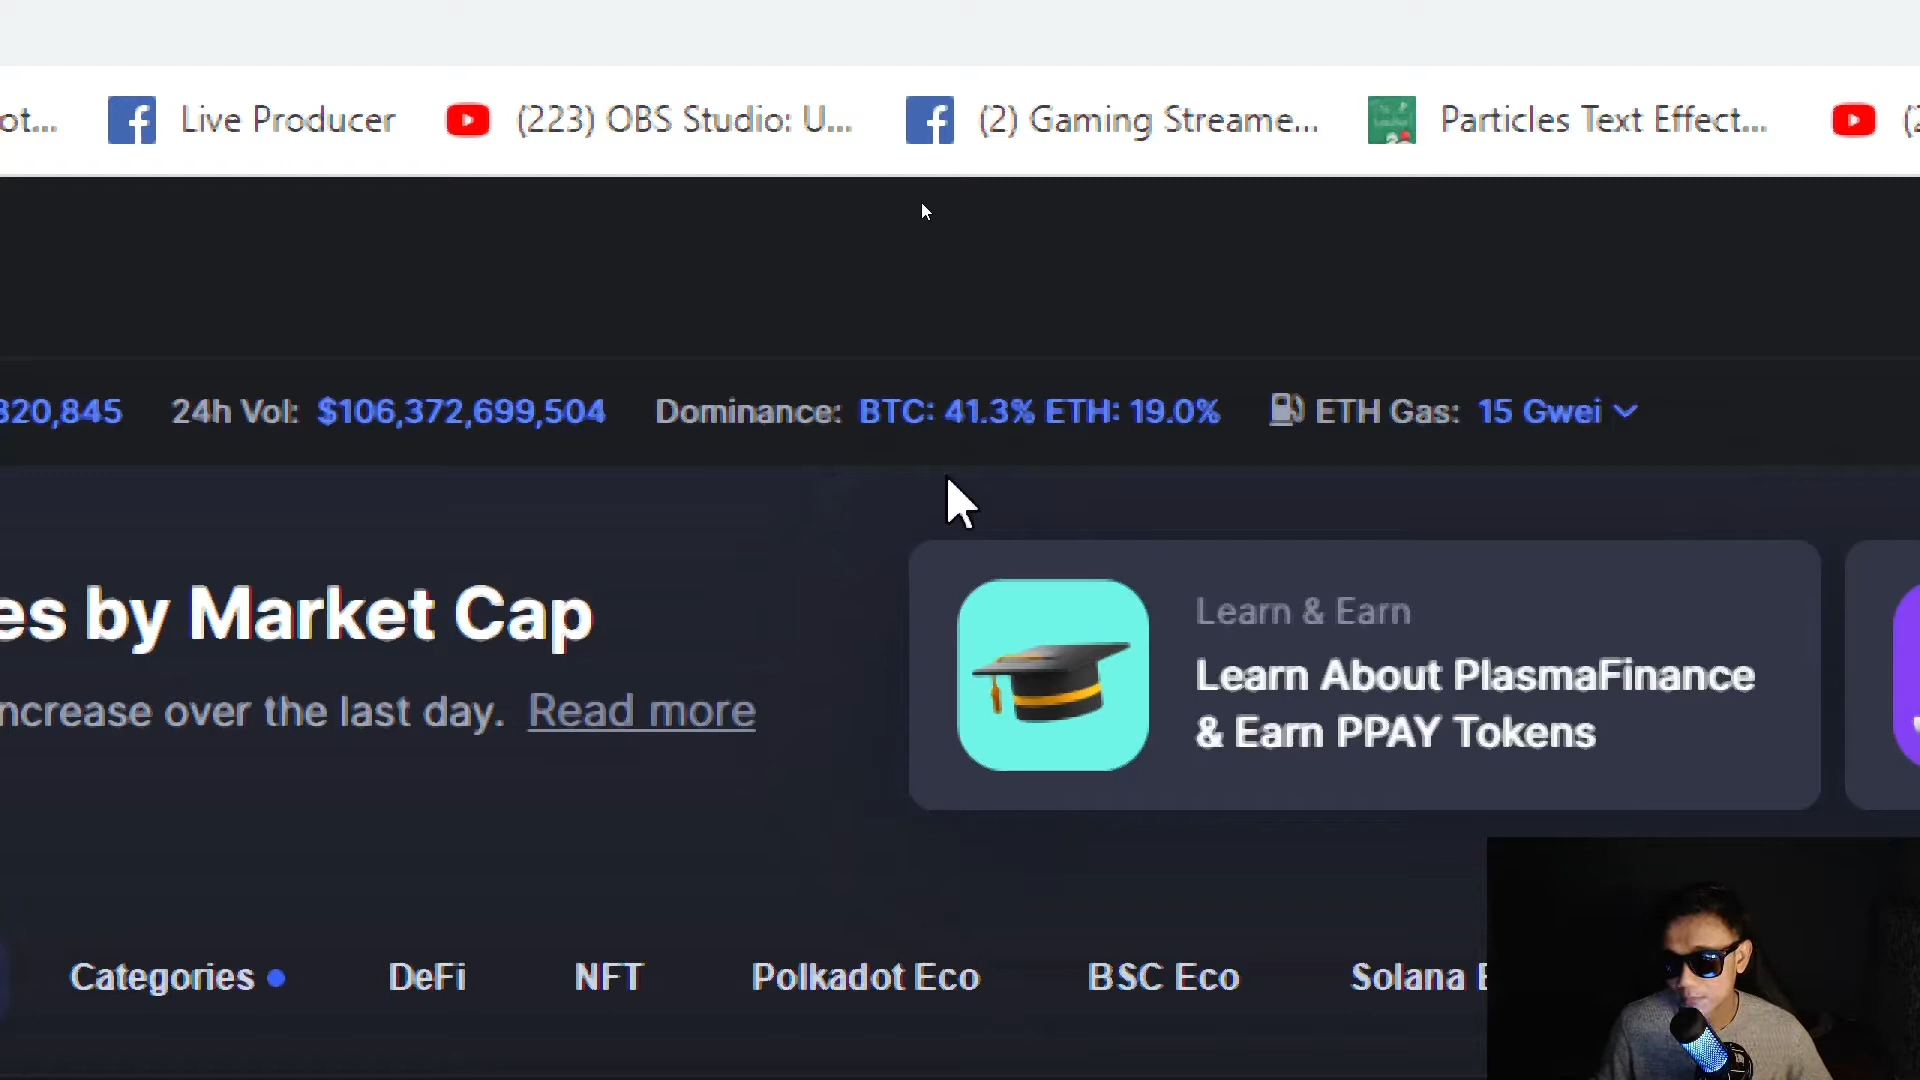 ot... Live Producer (223) OBS Studio: U... (2) Gaming Streame... Particles Text Effect...
320,845 24h Vol: $106,372,699,504 Dominance: BTC: 41.3% ETH: 19.0% ETH Gas: 15 Gwei
es by Market Cap
ncrease over the last day. Read more
Learn & Earn
Learn About PlasmaFinance
& Earn PPAY Tokens
Categories DeFi NFT Polkadot Eco BSC Eco Solana